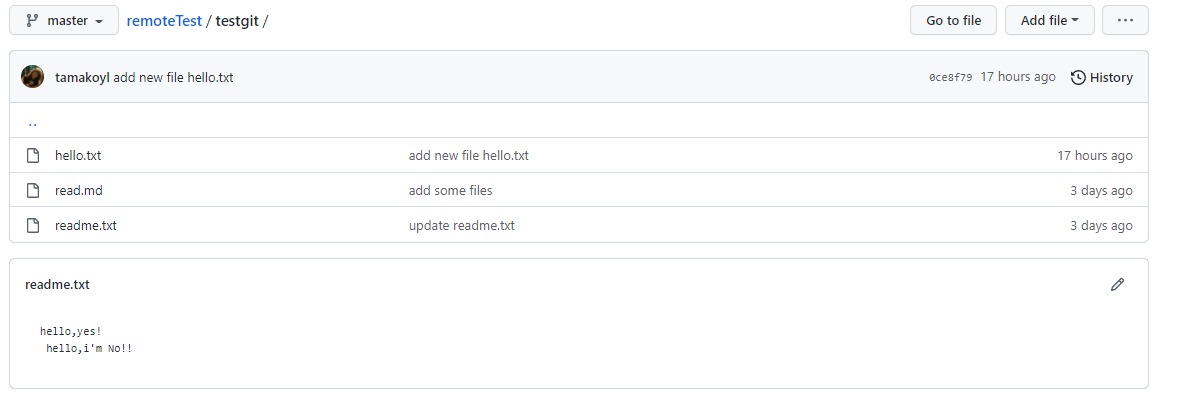 master remoteTest / testgit / Go to file Add file ...
tamakoyl add new file hello.txt 0ce8f79 17 hours ago History
..
hello.txt add new file hello.txt 17 hours ago
read.md add some files 3 days ago
readme.txt update readme.txt 3 days ago
readme.txt
hello,yes!
hello,i'm No!!